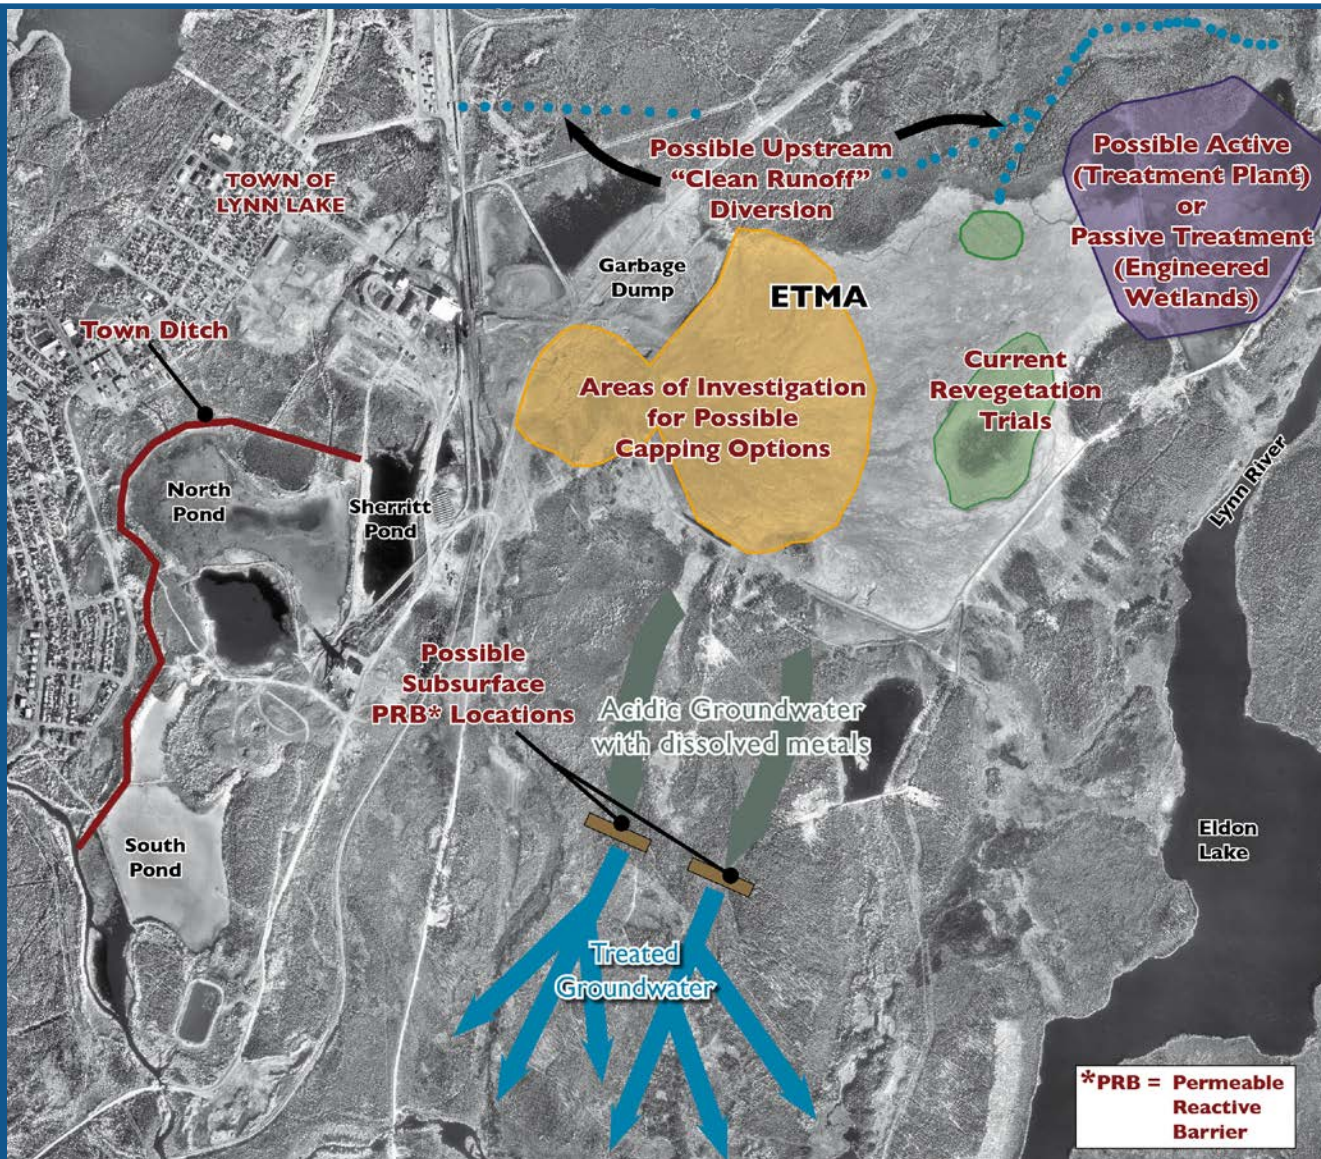 Possible Upstream
“Clean Runoff”
Diversion
Possible Active
(Treatment Plant)
or
Passive Treatment
(Engineered
Wetlands)
TOWN OF
LYNN LAKE
Garbage
Dump
ETMA
Town Ditch
Areas of Investigation
for Possible
Capping Options
Current
Revegetation
Trials
Lynn River
North
Pond
Sherritt
Pond
Possible
Subsurface
PRB* Locations
Acidic Groundwater
with dissolved metals
South
Pond
Eldon
Lake
Treated
Groundwater
*PRB = Permeable
Reactive
Barrier